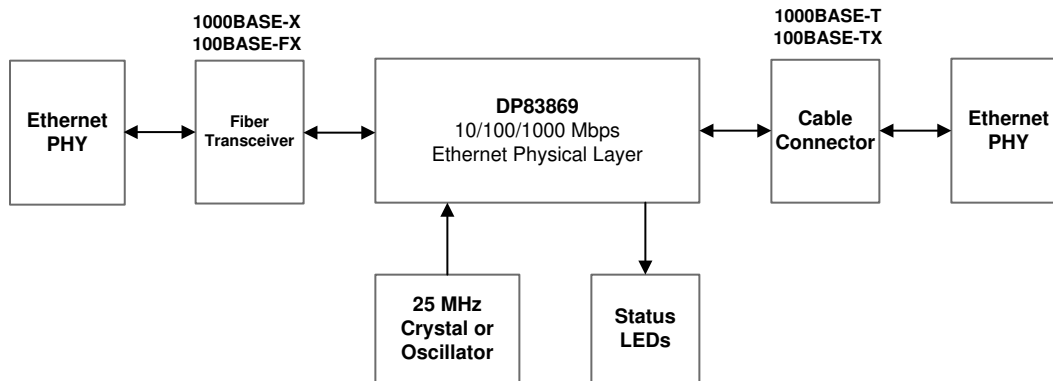 1000BASE-X
100BASE-FX
1000BASE-T
100BASE-TX
Ethernet
PHY
Fiber
Transceiver
DP83869
10/100/1000 Mbps
Ethernet Physical Layer
Cable
Connector
Ethernet
PHY
25 MHz
Crystal or
Oscillator
Status
LEDs